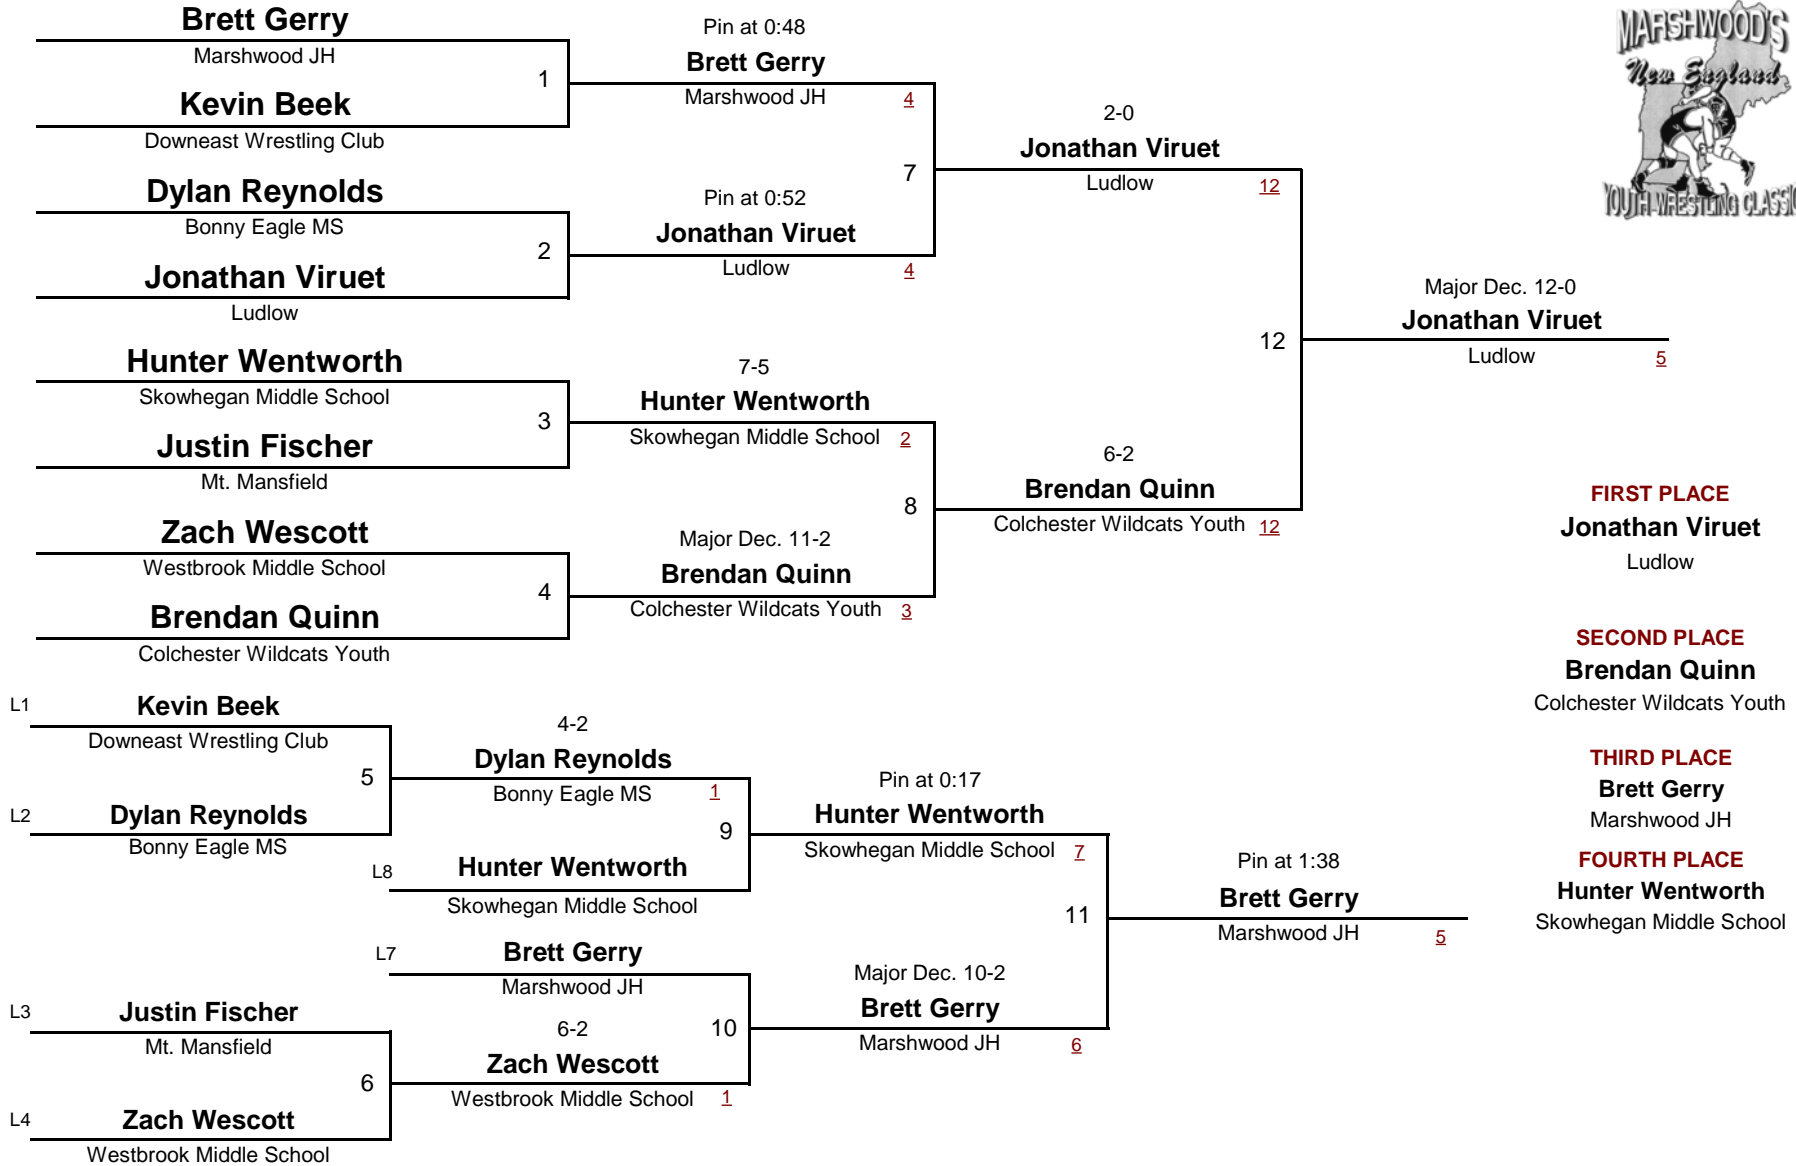 Brett Gerry
Marshwood JH
1
Kevin Beek
Downeast Wrestling Club
Dylan Reynolds
Bonny Eagle MS
2
Jonathan Viruet
Ludlow
Hunter Wentworth
Skowhegan Middle School
3
Justin Fischer
Mt. Mansfield
Zach Wescott
Westbrook Middle School
4
Brendan Quinn
Colchester Wildcats Youth
Pin at 0:48
Brett Gerry
Marshwood JH 4
7
Pin at 0:52
Jonathan Viruet
Ludlow 4
7-5
Hunter Wentworth
Skowhegan Middle School 2
8
Major Dec. 11-2
Brendan Quinn
Colchester Wildcats Youth 3
2-0
Jonathan Viruet
Ludlow 12
12
6-2
Brendan Quinn
Colchester Wildcats Youth 12
Major Dec. 12-0
Jonathan Viruet
Ludlow 5
MARSHWOOD'S
New England
YOUTH WRESTLING CLASSIC
FIRST PLACE
Jonathan Viruet
Ludlow
SECOND PLACE
Brendan Quinn
Colchester Wildcats Youth
THIRD PLACE
Brett Gerry
Marshwood JH
FOURTH PLACE
Hunter Wentworth
Skowhegan Middle School
L1 Kevin Beek
Downeast Wrestling Club
5
L2 Dylan Reynolds
Bonny Eagle MS
4-2
Dylan Reynolds
Bonny Eagle MS 1
9
L8 Hunter Wentworth
Skowhegan Middle School
L7 Brett Gerry
Marshwood JH
10
6-2
Zach Wescott
Westbrook Middle School 1
L3 Justin Fischer
Mt. Mansfield
6
L4 Zach Wescott
Westbrook Middle School
Pin at 0:17
Hunter Wentworth
Skowhegan Middle School 7
11
Major Dec. 10-2
Brett Gerry
Marshwood JH 6
Pin at 1:38
Brett Gerry
Marshwood JH 5